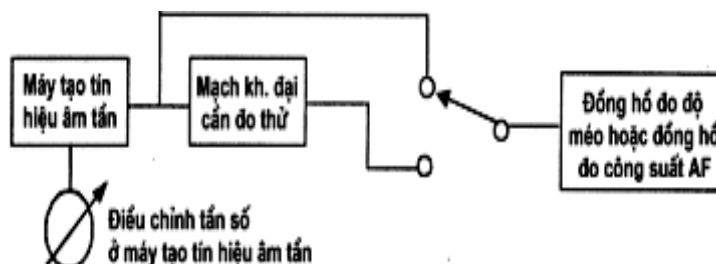 Máy tạo tín
hiệu âm tần
Mạch kh. đại
cần đo thử
Đồng hồ đo độ
méo hoặc đồng hồ
đo công suất AF
Điều chỉnh tần số
ở máy tạo tín hiệu âm tần